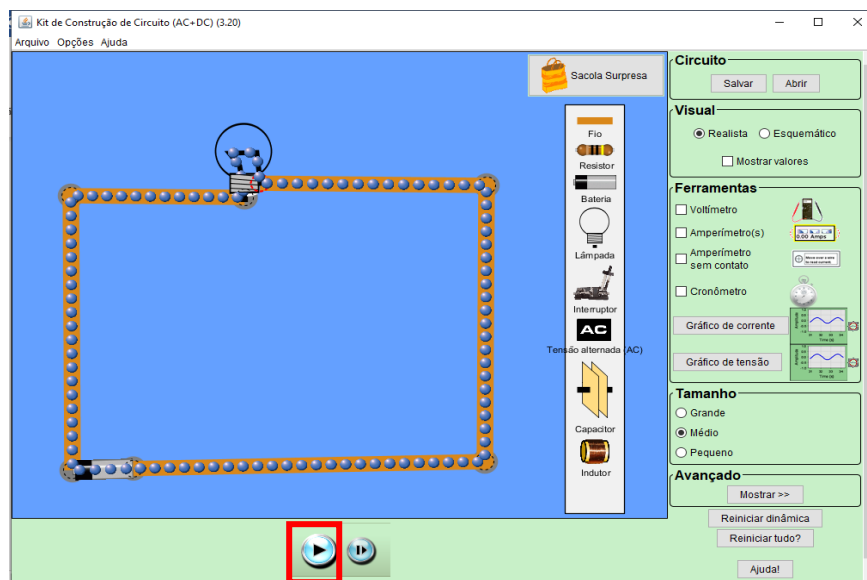 Kit de Construção de Circuito (AC+DC) (3.20)
Arquivo Opções Ajuda
Sacola Surpresa
Fio
Resistor
Bateria
Lâmpada
Interruptor
AC
Tensão alternada (AC)
Capacitor
Indutor
Circuito
Salvar Abrir
Visual
Realista Esquemático
Mostrar valores
Ferramentas
Voltímetro
Amperímetro(s)
0.00 Amps
Amperímetro
sem contato
Cronômetro
Gráfico de corrente
Gráfico de tensão
Tamanho
Grande
Médio
Pequeno
Avançado
Mostrar >>
Reiniciar dinâmica
Reiniciar tudo?
Ajuda!